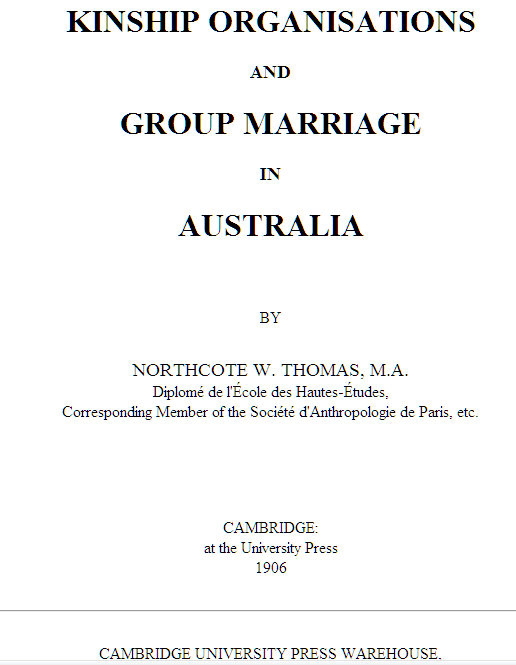 KINSHIP ORGANISATIONS
AND
GROUP MARRIAGE
IN
AUSTRALIA
BY
NORTHCOTE W. THOMAS, M.A.
Diplomé de l'École des Hautes-Études,
Corresponding Member of the Société d'Anthropologie de Paris, etc.
CAMBRIDGE:
at the University Press
1906
CAMBRIDGE UNIVERSITY PRESS WAREHOUSE,